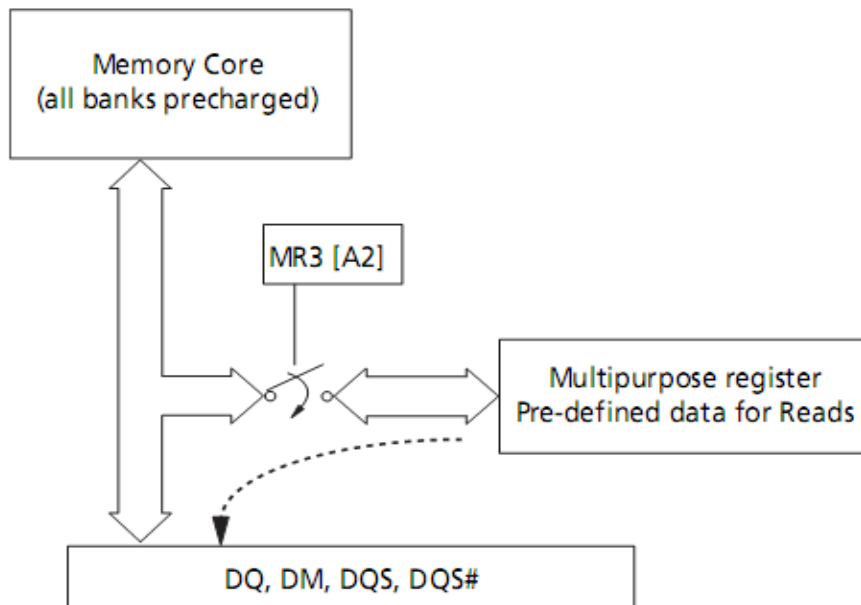 Memory Core
(all banks precharged)
MR3 [A2]
Multipurpose register
Pre-defined data for Reads
DQ, DM, DQS, DQS#